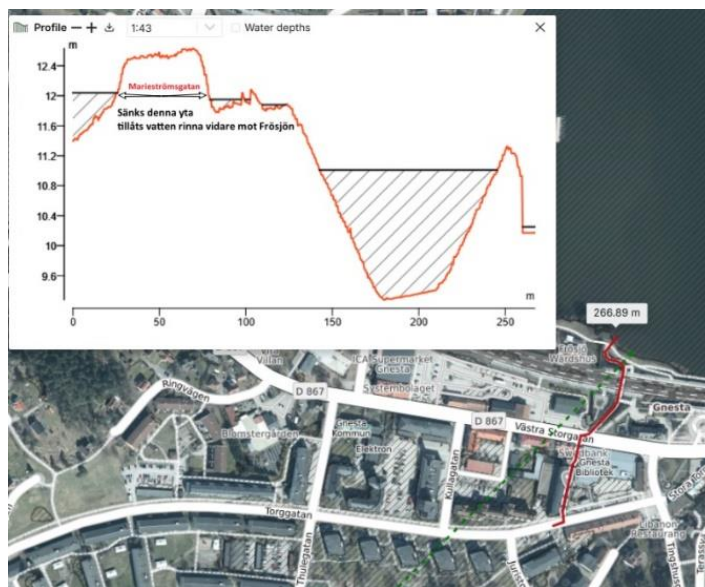 Profile
1:43
Water depths
m
12.4
12
11.6
11.2
10.8
10.4
10
9.6
Marieströmsgatan
Sänks denna yta
tillåts vatten rinna vidare mot Frösjön
m
0
50
100
150
200
250
266.89 m
Wärdshus
Villan
ICA Supermarket
Gnesta
Systembolaget
Ringvägen
D 867
Gnesta
D 867
Västra Storgatan
Blomstergården
Gnesta
Kommun
Elektron
Kullagatan
Swedbank
Gnesta
Bibliotek
Torggatan
Thulegatan
Libanon
Restaurang